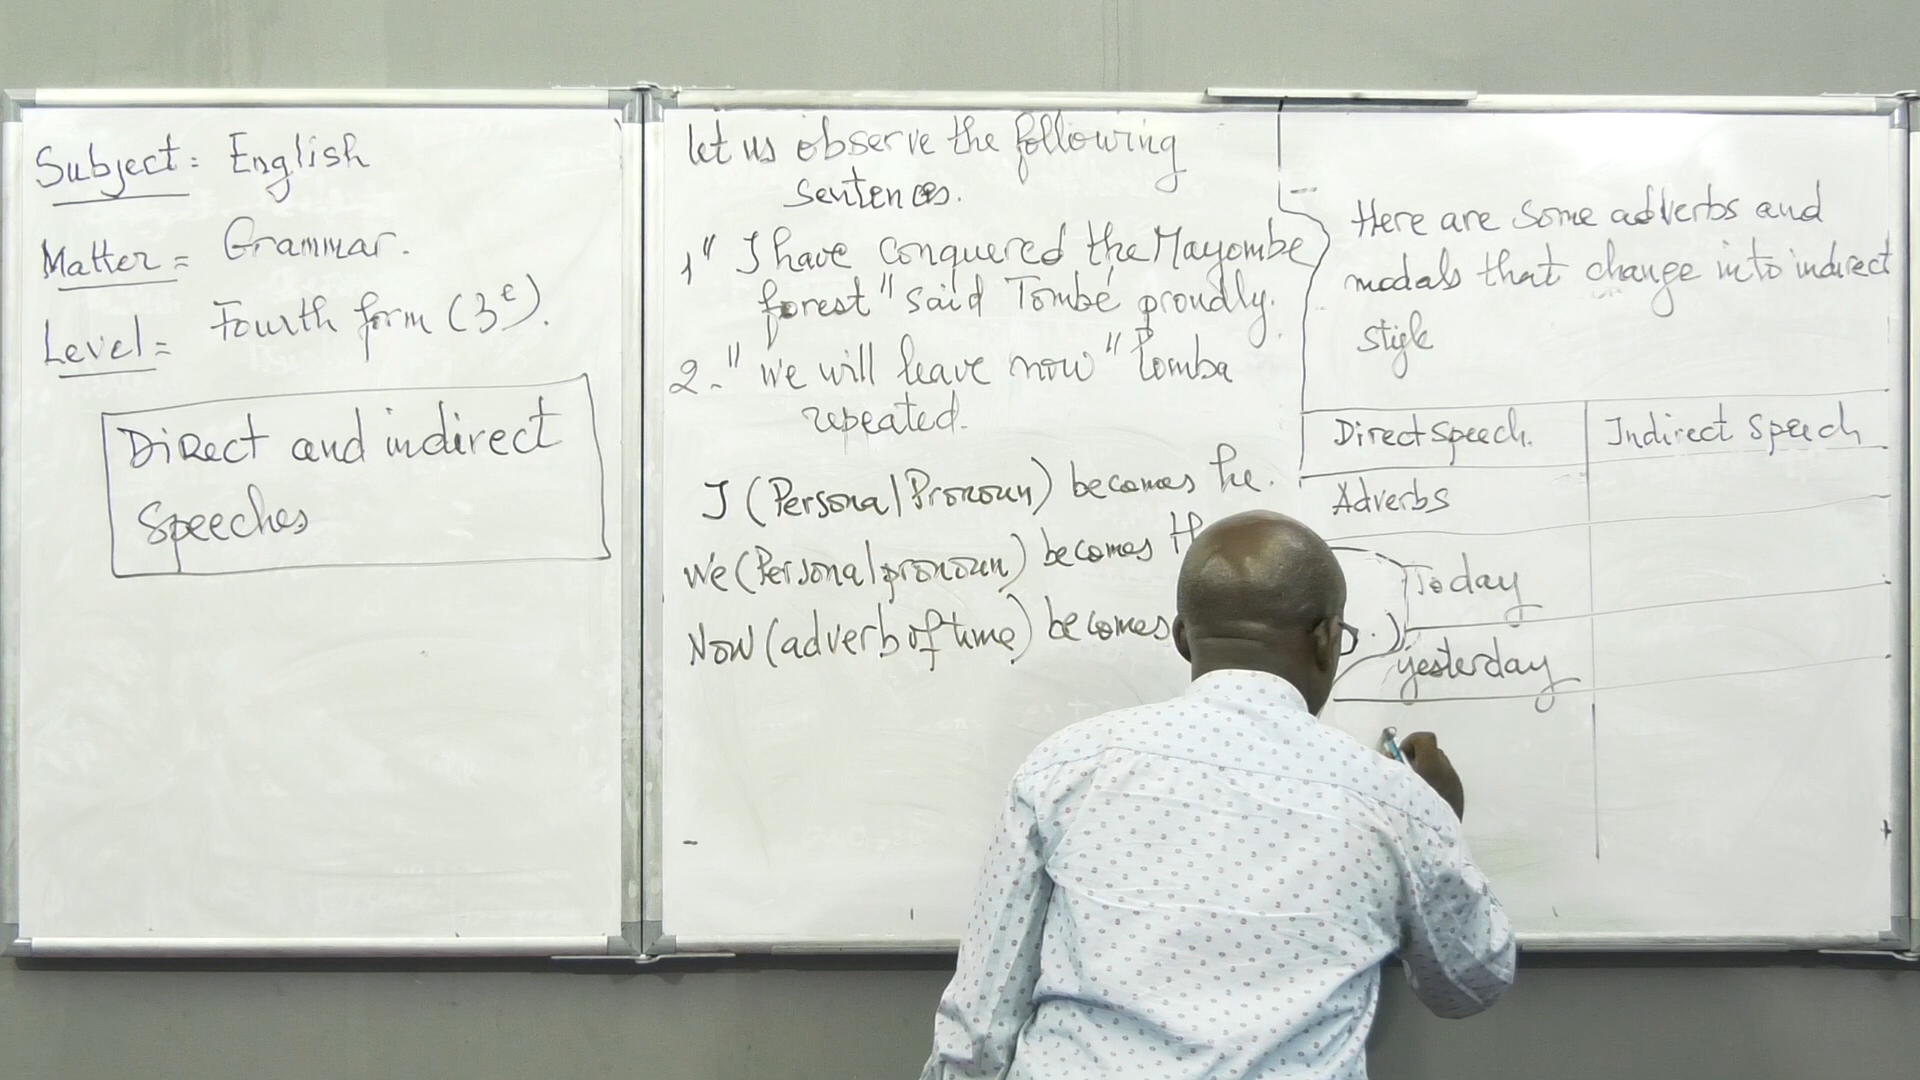 Subject: English
Matter = Grammar.
Level = Fourth form (3e).
Direct and indirect
Speeches
let us observe the following
sentences.
1" I have conquered the Mayombe
forest" said Tombé proudly.
2-" we will leave now" tomba
repeated.
I (Personal Pronoun) becomes he.
We (Personal pronoun) becomes
Now (adverb of time) becomes
Here are some adverbs and
modals that change into indirect
style
Direct Speech. Indirect Speech
Adverbs
Today
yesterday